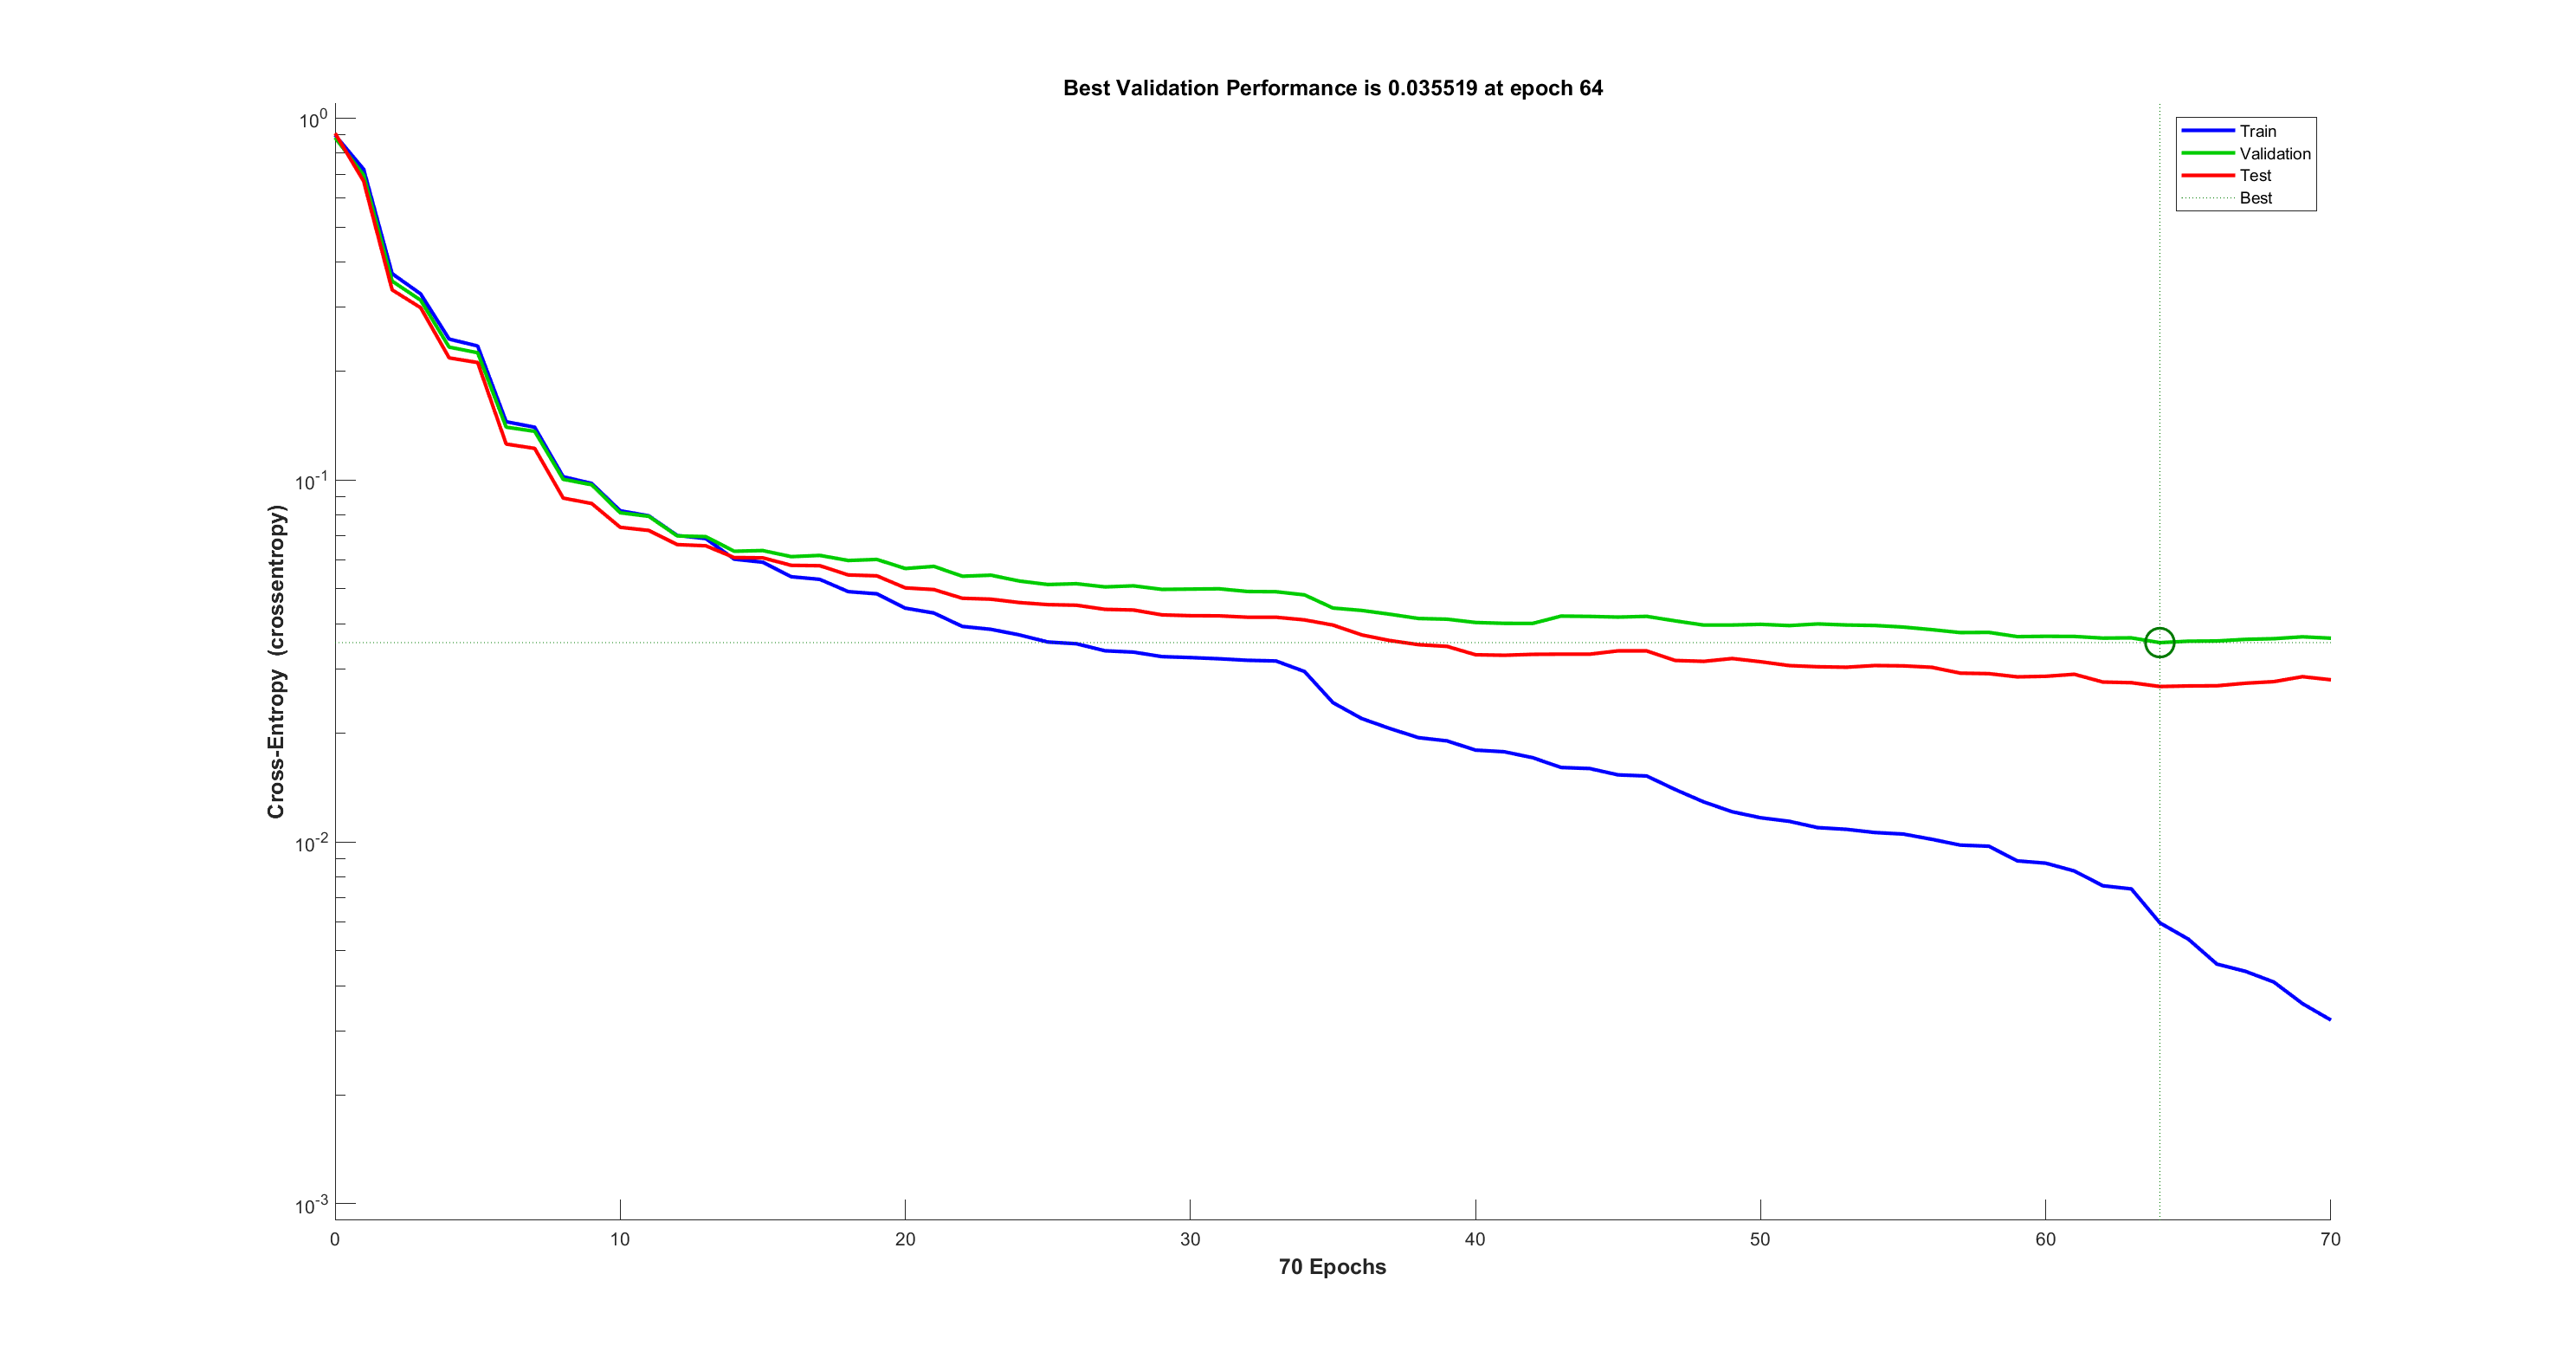 Best Validation Performance is 0.035519 at epoch 64
Train
Validation
Test
Best
10^0
10^-1
10^-2
10^-3
Cross-Entropy (crossentropy)
0 10 20 30 40 50 60 70
70 Epochs